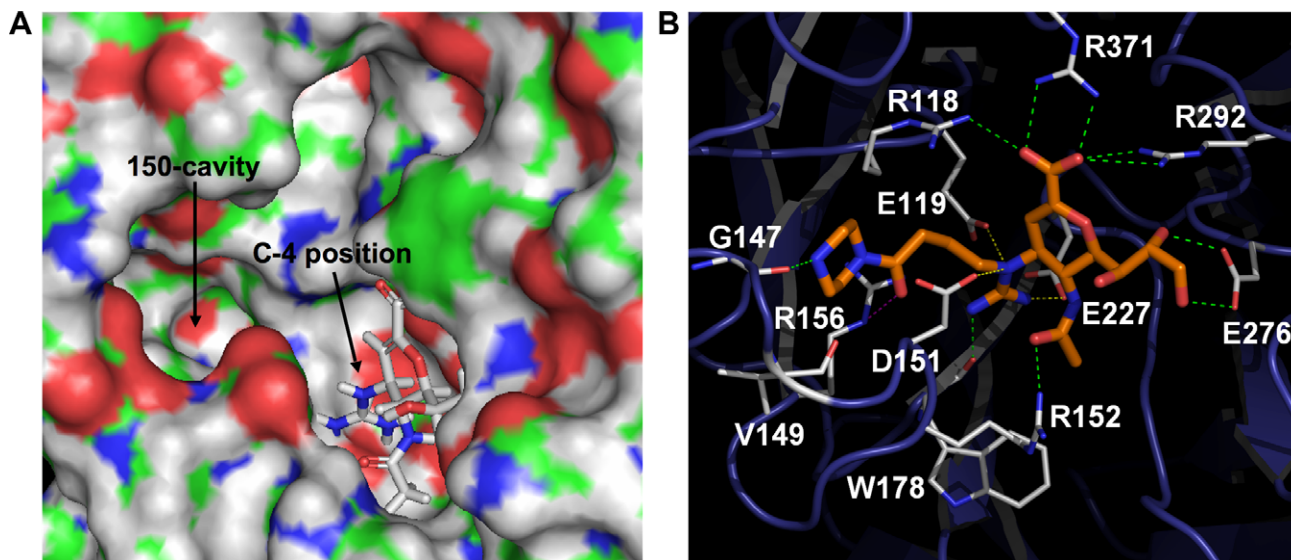 A
150-cavity
C-4 position
B
R371
R118
R292
E119
G147
R156
E227
D151
E276
V149
R152
W178